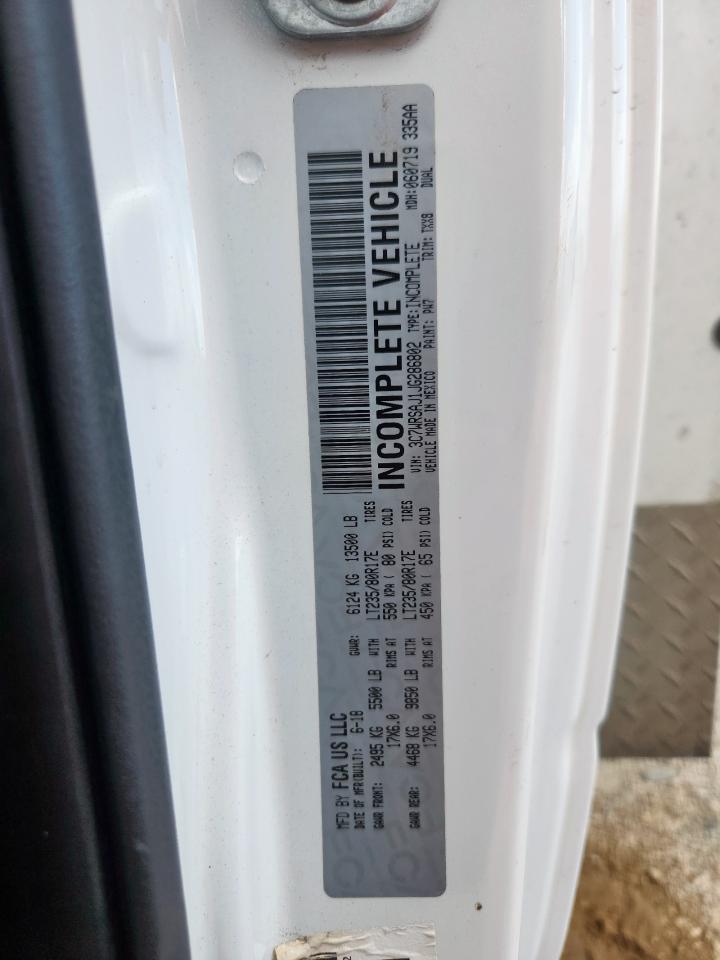 MFD BY FCA US LLC
DATE OF MFR(BUILT): 6-18
GVWR: 6124 KG 13500 LB
GAWR FRONT: 2495 KG 5500 LB WITH LT235/80R17E TIRES
17X6.0 RIMS AT 550 KPA ( 80 PSI) COLD
GAWR REAR: 4468 KG 9850 LB WITH LT235/80R17E TIRES
17X6.0 RIMS AT 450 KPA ( 65 PSI) COLD
INCOMPLETE VEHICLE
MDH:060719 335AA
VIN: 3C7WRSAJ1JG286802 TYPE:INCOMPLETE DUAL
VEHICLE MADE IN MEXICO PAINT: PW7 TRIM: TXX8